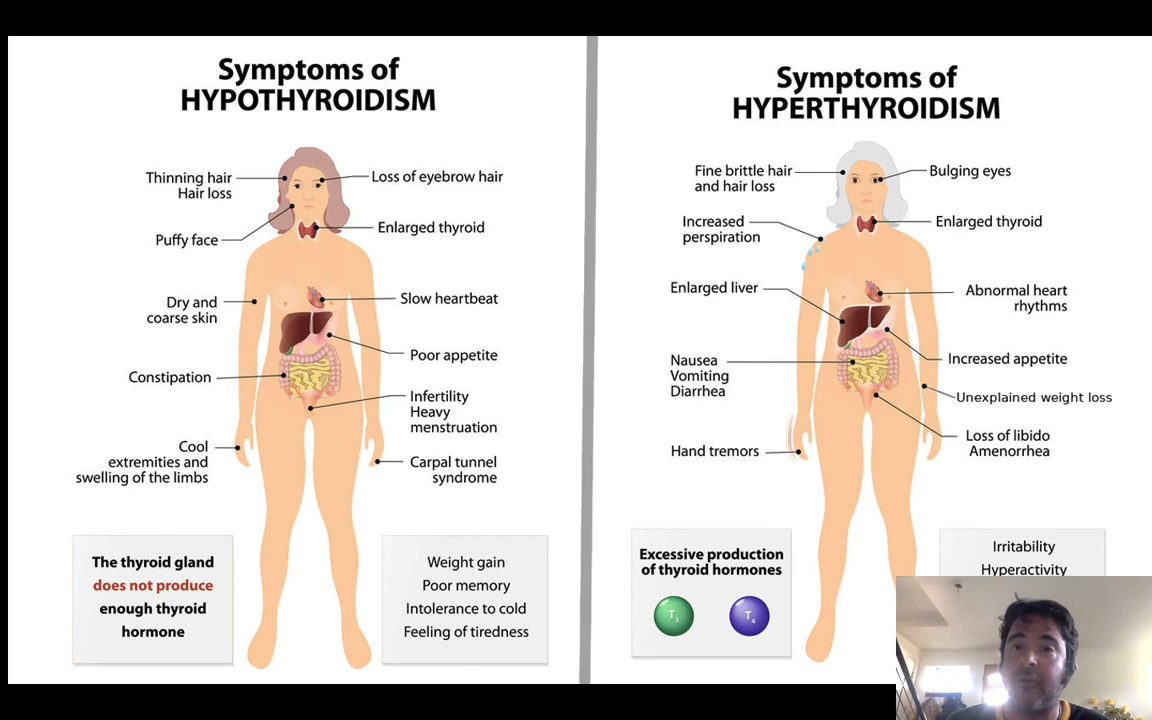 Symptoms of
HYPOTHYROIDISM
Thinning hair
Hair loss
Loss of eyebrow hair
Puffy face
Enlarged thyroid
Dry and
coarse skin
Slow heartbeat
Poor appetite
Constipation
Infertility
Heavy
menstruation
Cool
extremities and
swelling of the limbs
Carpal tunnel
syndrome
The thyroid gland
does not produce
enough thyroid
hormone
Weight gain
Poor memory
Intolerance to cold
Feeling of tiredness
Symptoms of
HYPERTHYROIDISM
Fine brittle hair
and hair loss
Bulging eyes
Increased
perspiration
Enlarged thyroid
Enlarged liver
Abnormal heart
rhythms
Nausea
Vomiting
Diarrhea
Increased appetite
Unexplained weight loss
Loss of libido
Amenorrhea
Hand tremors
Excessive production
of thyroid hormones
T3
T4
Irritability
Hyperactivity